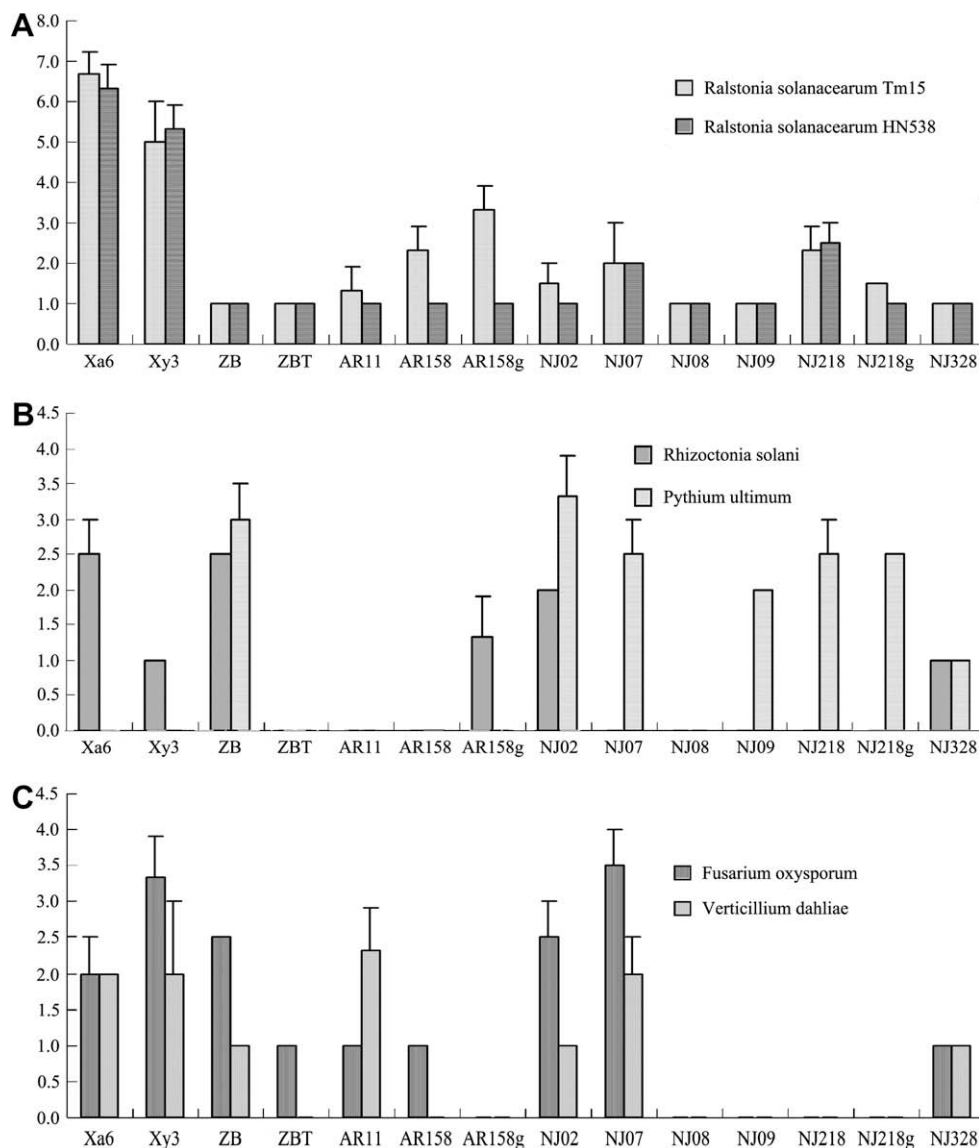 A
8.0
7.0
6.0
5.0
4.0
3.0
2.0
1.0
0.0
Ralstonia solanacearum Tm15
Ralstonia solanacearum HN538
Xa6 Xy3 ZB ZBT AR11 AR158 AR158g NJ02 NJ07 NJ08 NJ09 NJ218 NJ218g NJ328
B
4.5
4.0
3.5
3.0
2.5
2.0
1.5
1.0
0.5
0.0
Rhizoctonia solani
Pythium ultimum
Xa6 Xy3 ZB ZBT AR11 AR158 AR158g NJ02 NJ07 NJ08 NJ09 NJ218 NJ218g NJ328
C
4.5
4.0
3.5
3.0
2.5
2.0
1.5
1.0
0.5
0.0
Fusarium oxysporum
Verticillium dahliae
Xa6 Xy3 ZB ZBT AR11 AR158 AR158g NJ02 NJ07 NJ08 NJ09 NJ218 NJ218g NJ328